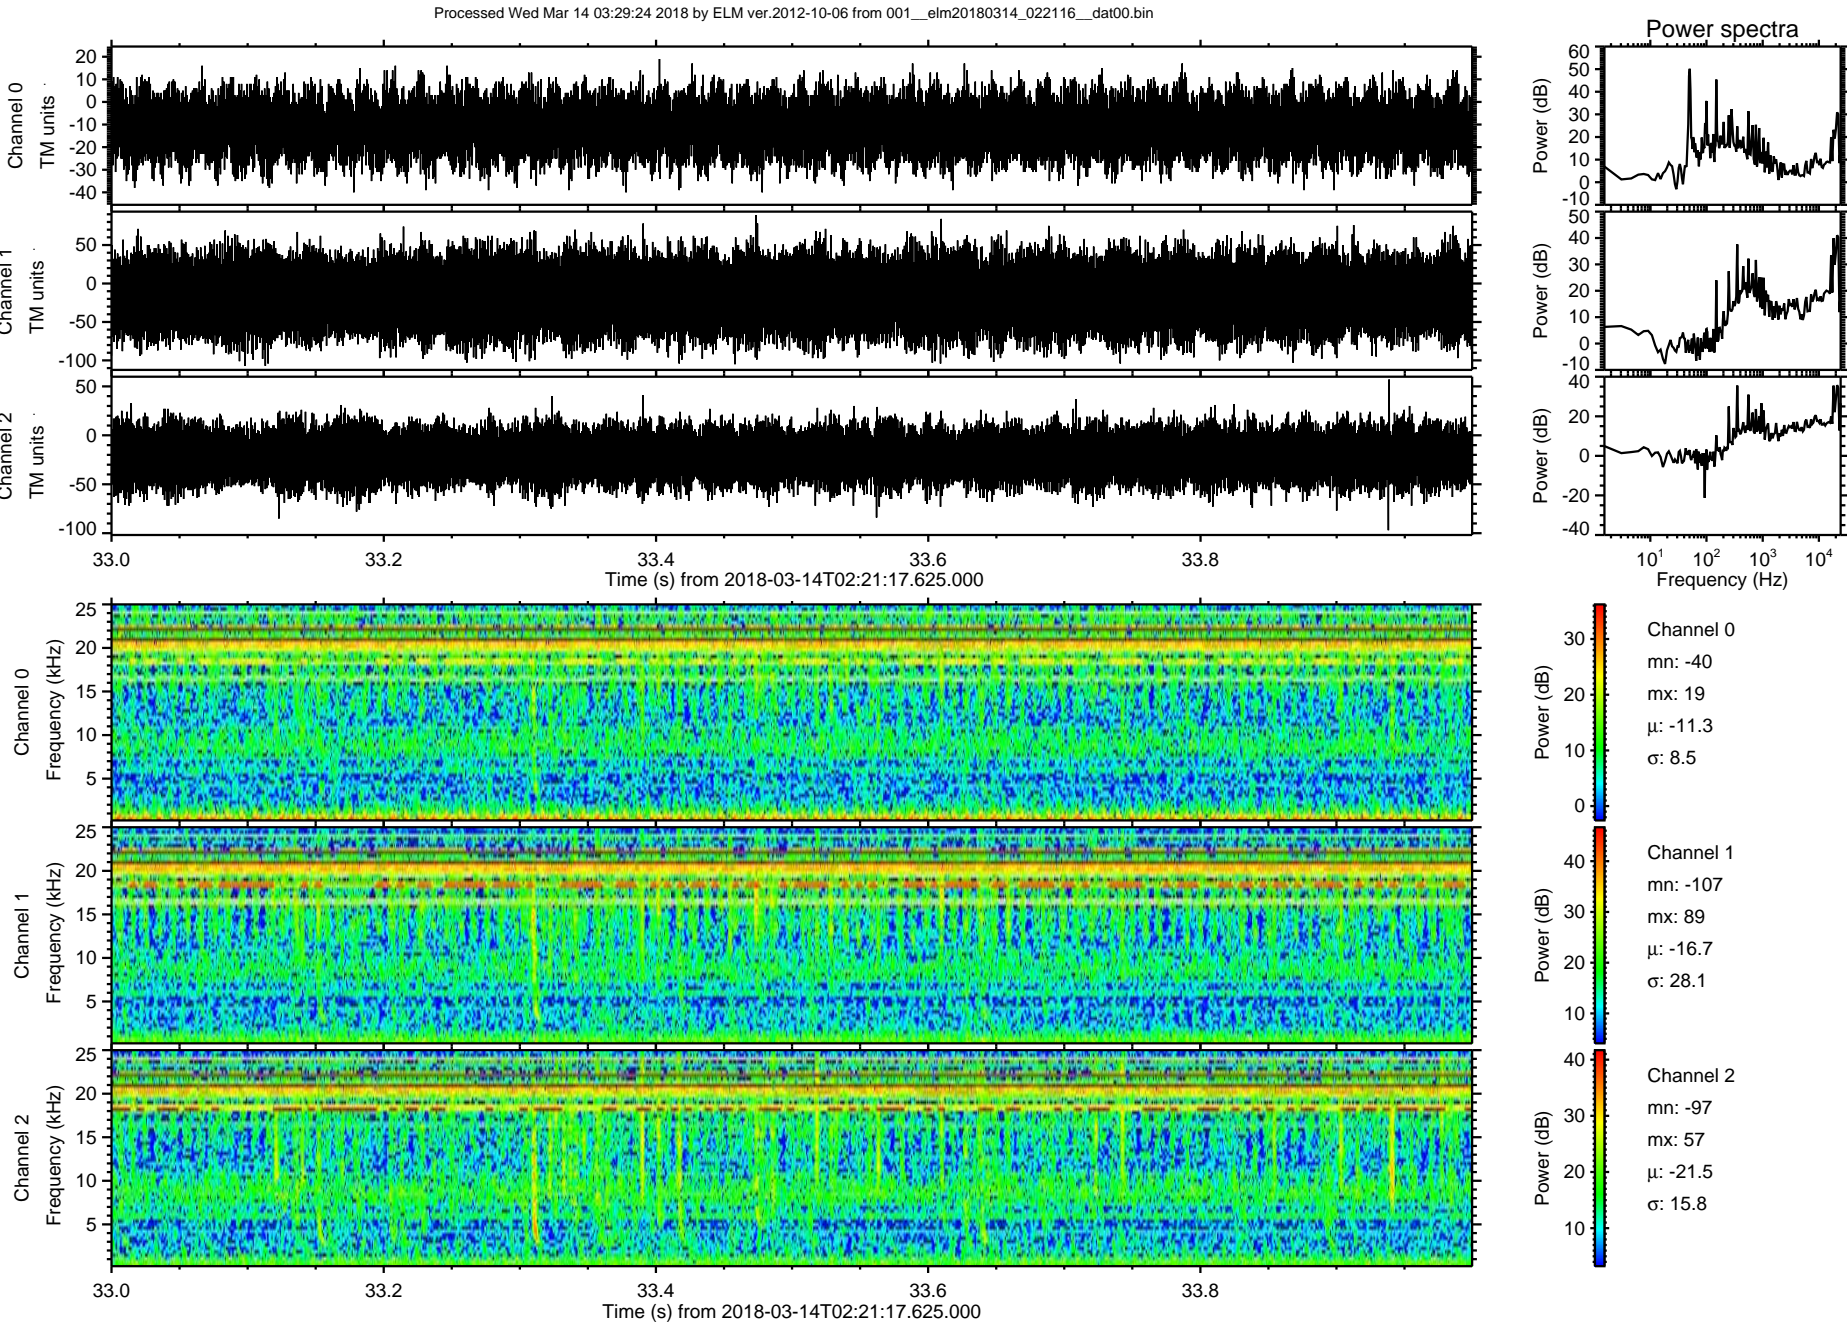 Processed Wed Mar 14 03:29:24 2018 by ELM ver.2012-10-06 from 001__elm20180314_022116__dat00.bin
Power spectra
Channel 0
TM units
20
10
0
-10
-20
-30
-40
Power (dB)
60
50
40
30
20
10
0
-10
Channel 1
TM units
50
0
-50
-100
Power (dB)
50
40
30
20
10
0
-10
Channel 2
TM units
50
0
-50
-100
Power (dB)
40
20
0
-20
-40
33.0 33.2 33.4 33.6 33.8
Time (s) from 2018-03-14T02:21:17.625.000
10¹ 10² 10³ 10⁴
Frequency (Hz)
Channel 0
Frequency (kHz)
25
20
15
10
5
Power (dB)
30
20
10
0
Channel 0
mn: -40
mx: 19
μ: -11.3
σ: 8.5
Channel 1
Frequency (kHz)
25
20
15
10
5
Power (dB)
40
30
20
10
Channel 1
mn: -107
mx: 89
μ: -16.7
σ: 28.1
Channel 2
Frequency (kHz)
25
20
15
10
5
Power (dB)
40
30
20
10
Channel 2
mn: -97
mx: 57
μ: -21.5
σ: 15.8
33.0 33.2 33.4 33.6 33.8
Time (s) from 2018-03-14T02:21:17.625.000